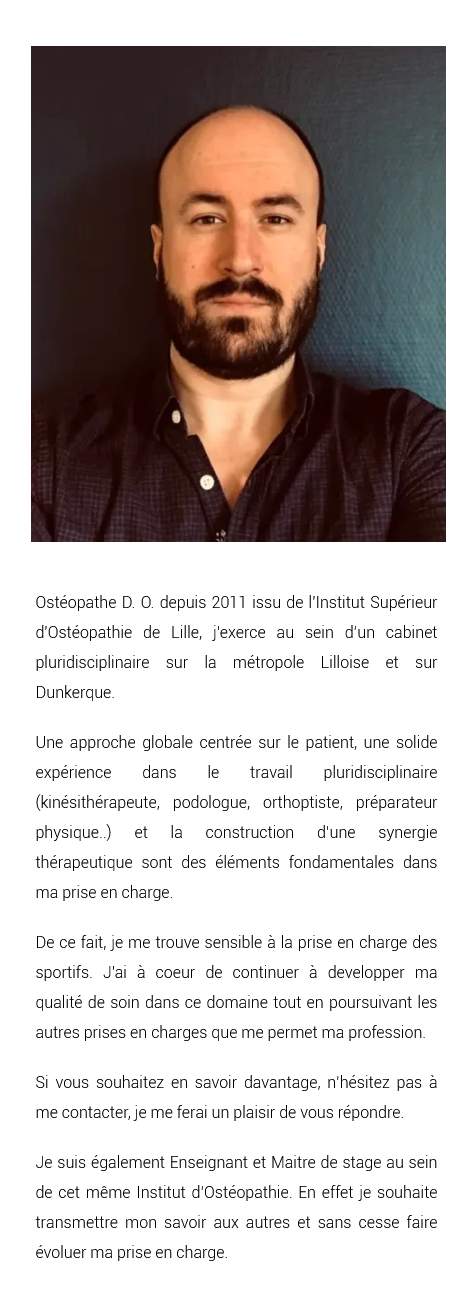 Ostéopathe D. O. depuis 2011 issu de l'Institut Supérieur
d'Ostéopathie de Lille, j'exerce au sein d'un cabinet
pluridisciplinaire sur la métropole Lilloise et sur
Dunkerque.
Une approche globale centrée sur le patient, une solide
expérience dans le travail pluridisciplinaire
(kinésithérapeute, podologue, orthoptiste, préparateur
physique..) et la construction d'une synergie
thérapeutique sont des éléments fondamentales dans
ma prise en charge.
De ce fait, je me trouve sensible à la prise en charge des
sportifs. J'ai à coeur de continuer à developper ma
qualité de soin dans ce domaine tout en poursuivant les
autres prises en charges que me permet ma profession.
Si vous souhaitez en savoir davantage, n'hésitez pas à
me contacter, je me ferai un plaisir de vous répondre.
Je suis également Enseignant et Maitre de stage au sein
de cet même Institut d'Ostéopathie. En effet je souhaite
transmettre mon savoir aux autres et sans cesse faire
évoluer ma prise en charge.